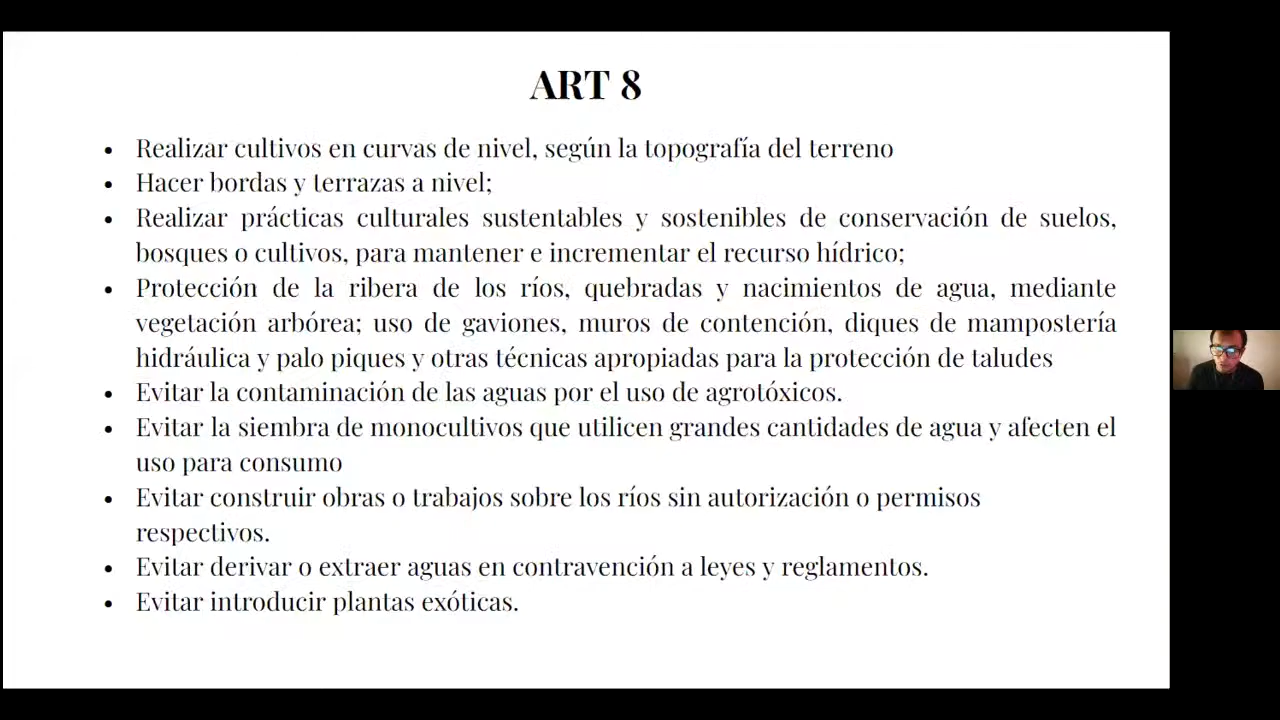 ART 8
• Realizar cultivos en curvas de nivel, según la topografía del terreno
• Hacer bordas y terrazas a nivel;
• Realizar prácticas culturales sustentables y sostenibles de conservación de suelos,
bosques o cultivos, para mantener e incrementar el recurso hídrico;
• Protección de la ribera de los ríos, quebradas y nacimientos de agua, mediante
vegetación arbórea; uso de gaviones, muros de contención, diques de mampostería
hidráulica y palo piques y otras técnicas apropiadas para la protección de taludes
• Evitar la contaminación de las aguas por el uso de agrotóxicos.
• Evitar la siembra de monocultivos que utilicen grandes cantidades de agua y afecten el
uso para consumo
• Evitar construir obras o trabajos sobre los ríos sin autorización o permisos
respectivos.
• Evitar derivar o extraer aguas en contravención a leyes y reglamentos.
• Evitar introducir plantas exóticas.